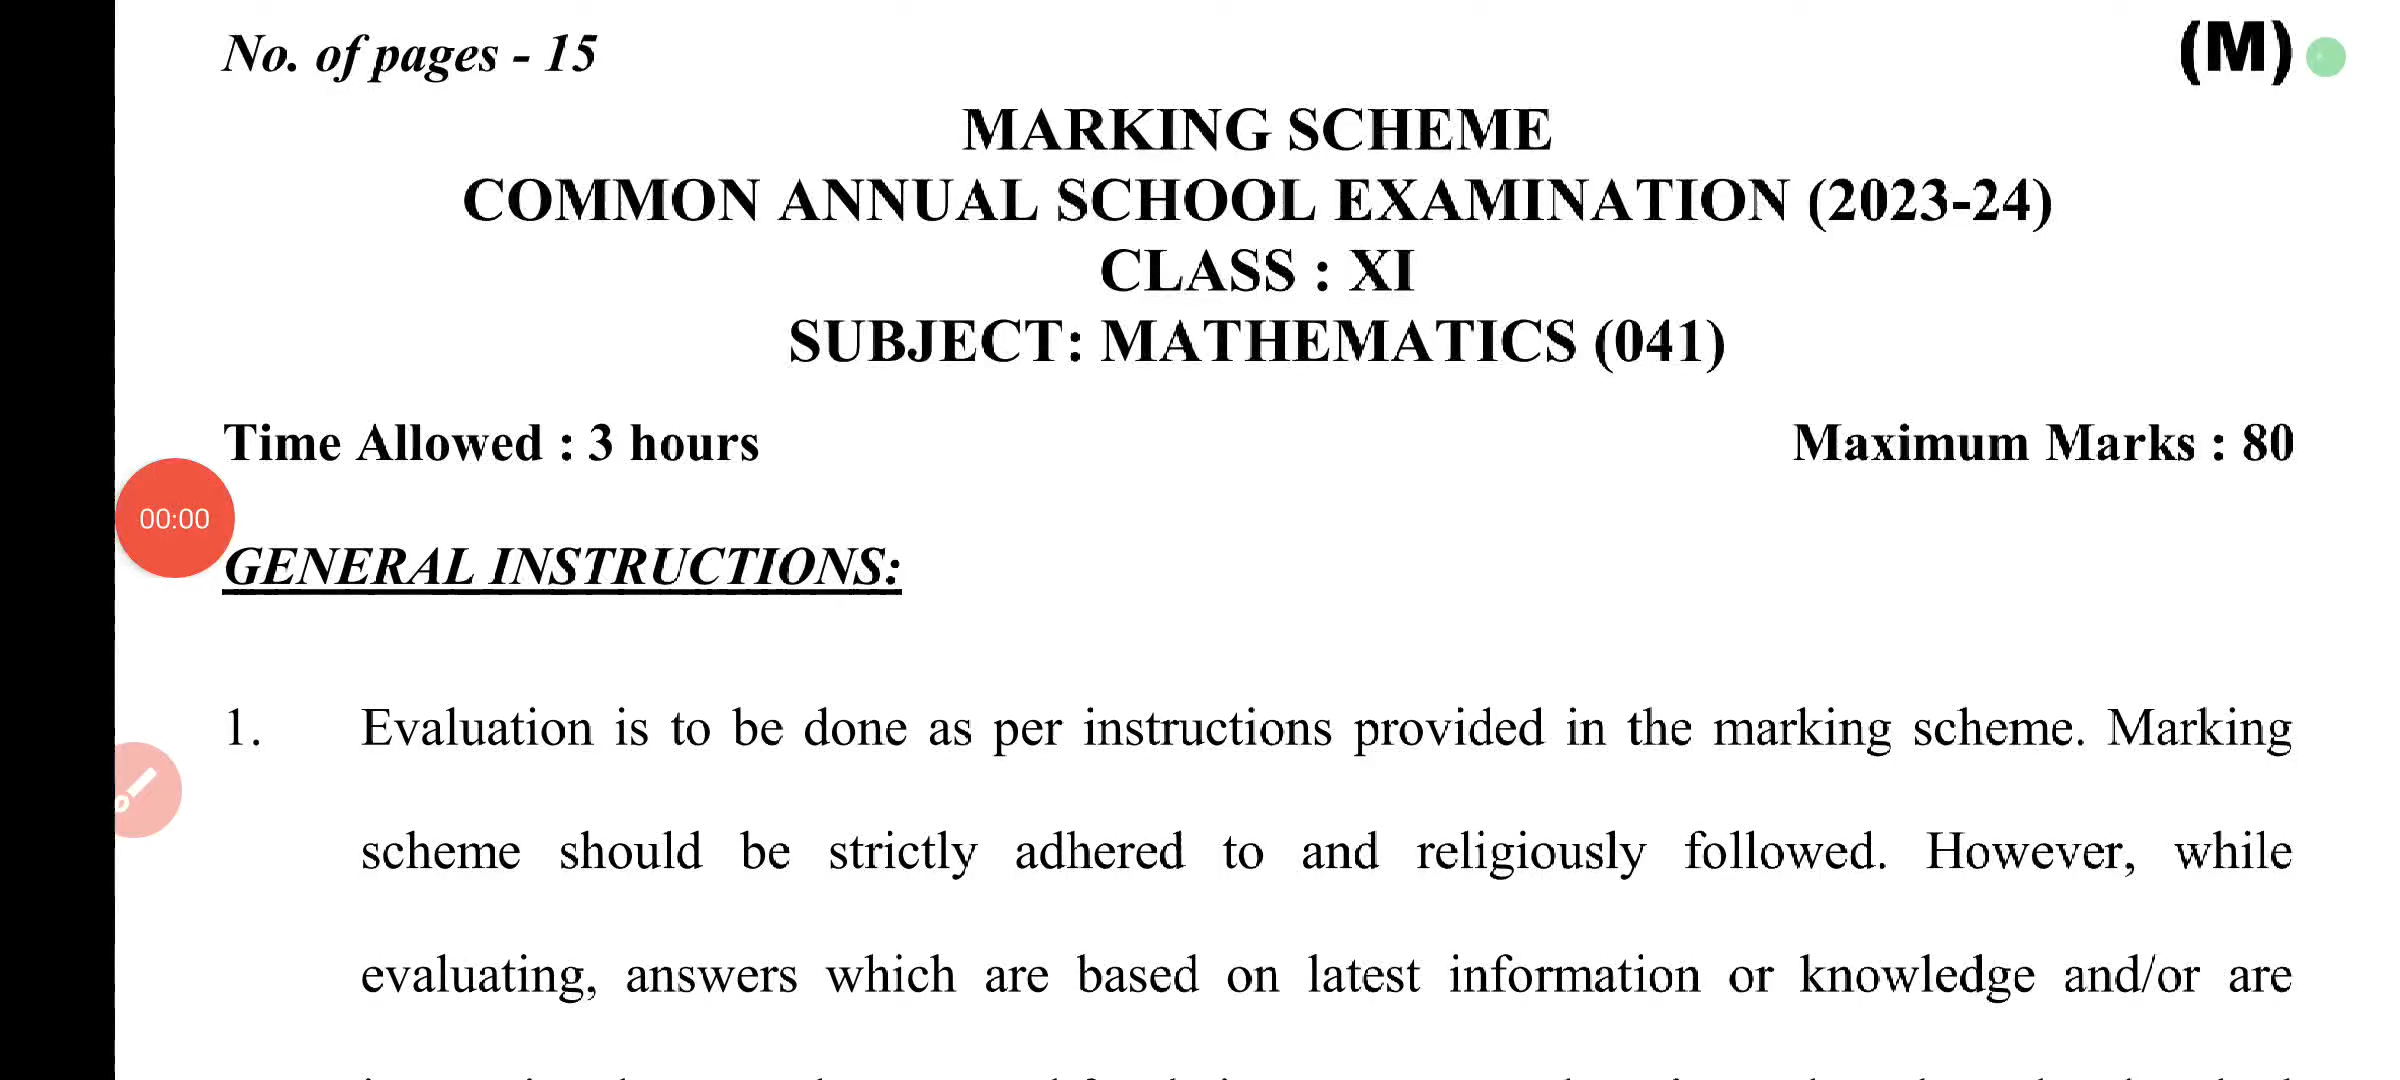 No. of pages - 15
(M)
MARKING SCHEME
COMMON ANNUAL SCHOOL EXAMINATION (2023-24)
CLASS : XI
SUBJECT: MATHEMATICS (041)
Time Allowed : 3 hours
Maximum Marks : 80
00:00
GENERAL INSTRUCTIONS:
1. Evaluation is to be done as per instructions provided in the marking scheme. Marking
scheme should be strictly adhered to and religiously followed. However, while
evaluating, answers which are based on latest information or knowledge and/or are